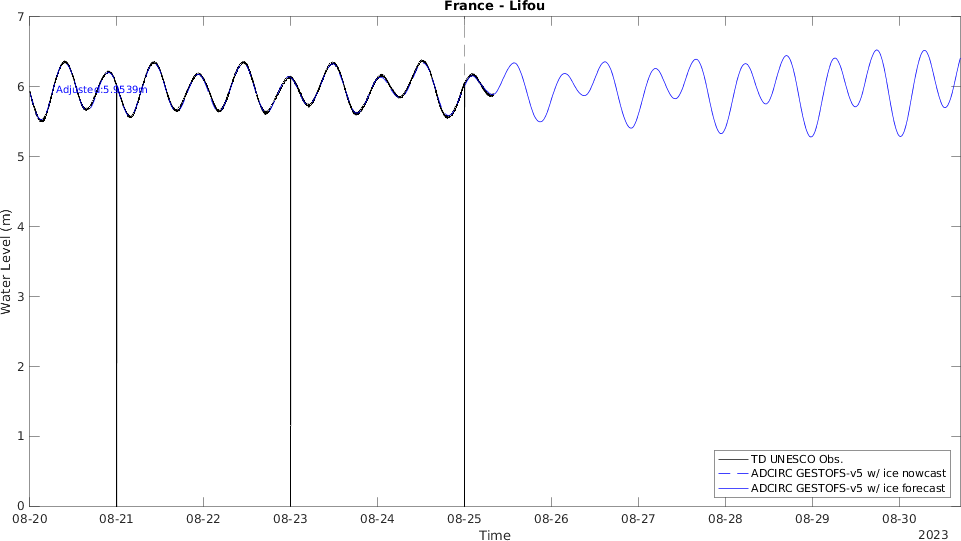 France - Lifou
7
6
5
4
3
2
1
0
Water Level (m)
Adjusted:5.9539m
TD UNESCO Obs.
ADCIRC GESTOFS-v5 w/ ice nowcast
ADCIRC GESTOFS-v5 w/ ice forecast
08-20 08-21 08-22 08-23 08-24 08-25 08-26 08-27 08-28 08-29 08-30
Time
2023